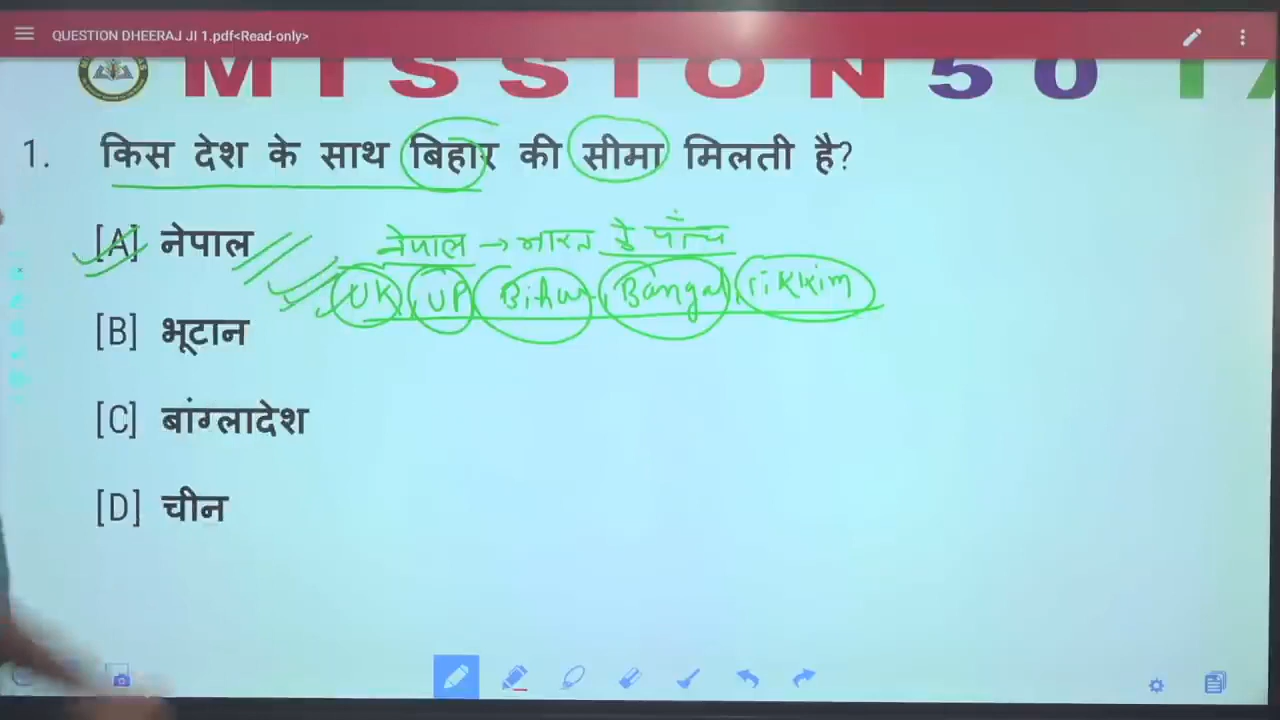 QUESTION DHEERAJ JI 1.pdf<Read-only>
MISSION 50
1. किस देश के साथ बिहार की सीमा मिलती है?
[A] नेपाल
नेपाल → भारत के पाँच
UK, UP, Bihar, Bangal, Sikkim
[B] भूटान
[C] बांग्लादेश
[D] चीन